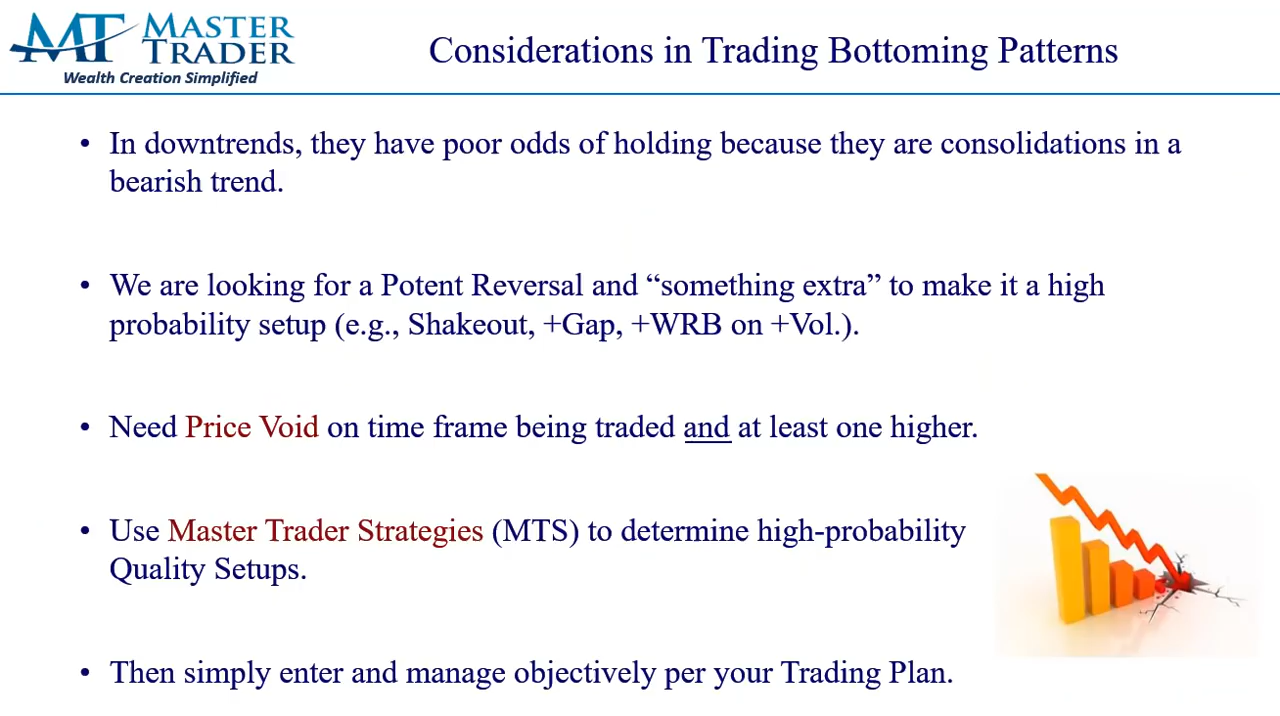 MT MASTER
TRADER
Wealth Creation Simplified
Considerations in Trading Bottoming Patterns
• In downtrends, they have poor odds of holding because they are consolidations in a
bearish trend.
• We are looking for a Potent Reversal and “something extra” to make it a high
probability setup (e.g., Shakeout, +Gap, +WRB on +Vol.).
• Need Price Void on time frame being traded and at least one higher.
• Use Master Trader Strategies (MTS) to determine high-probability
Quality Setups.
• Then simply enter and manage objectively per your Trading Plan.